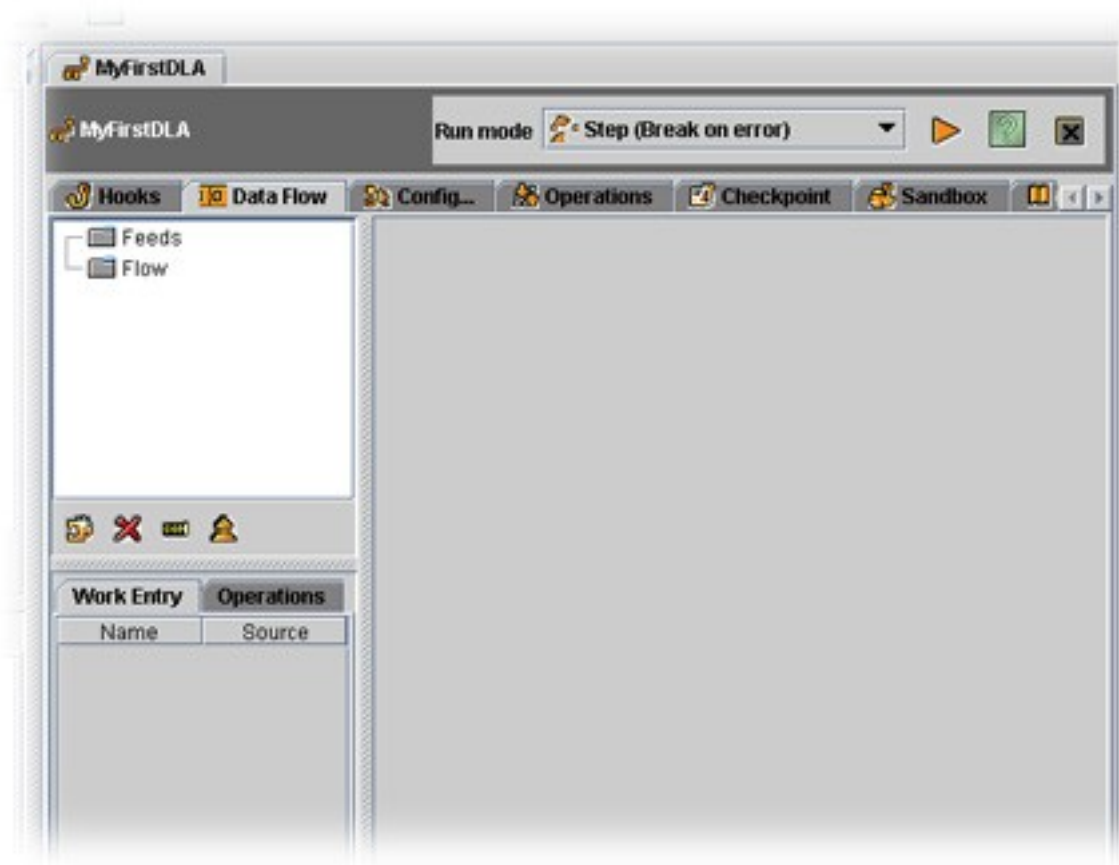 MyFirstDLA
MyFirstDLA
Run mode Step (Break on error)
Hooks Data Flow Config... Operations Checkpoint Sandbox
Feeds
Flow
Work Entry Operations
Name Source